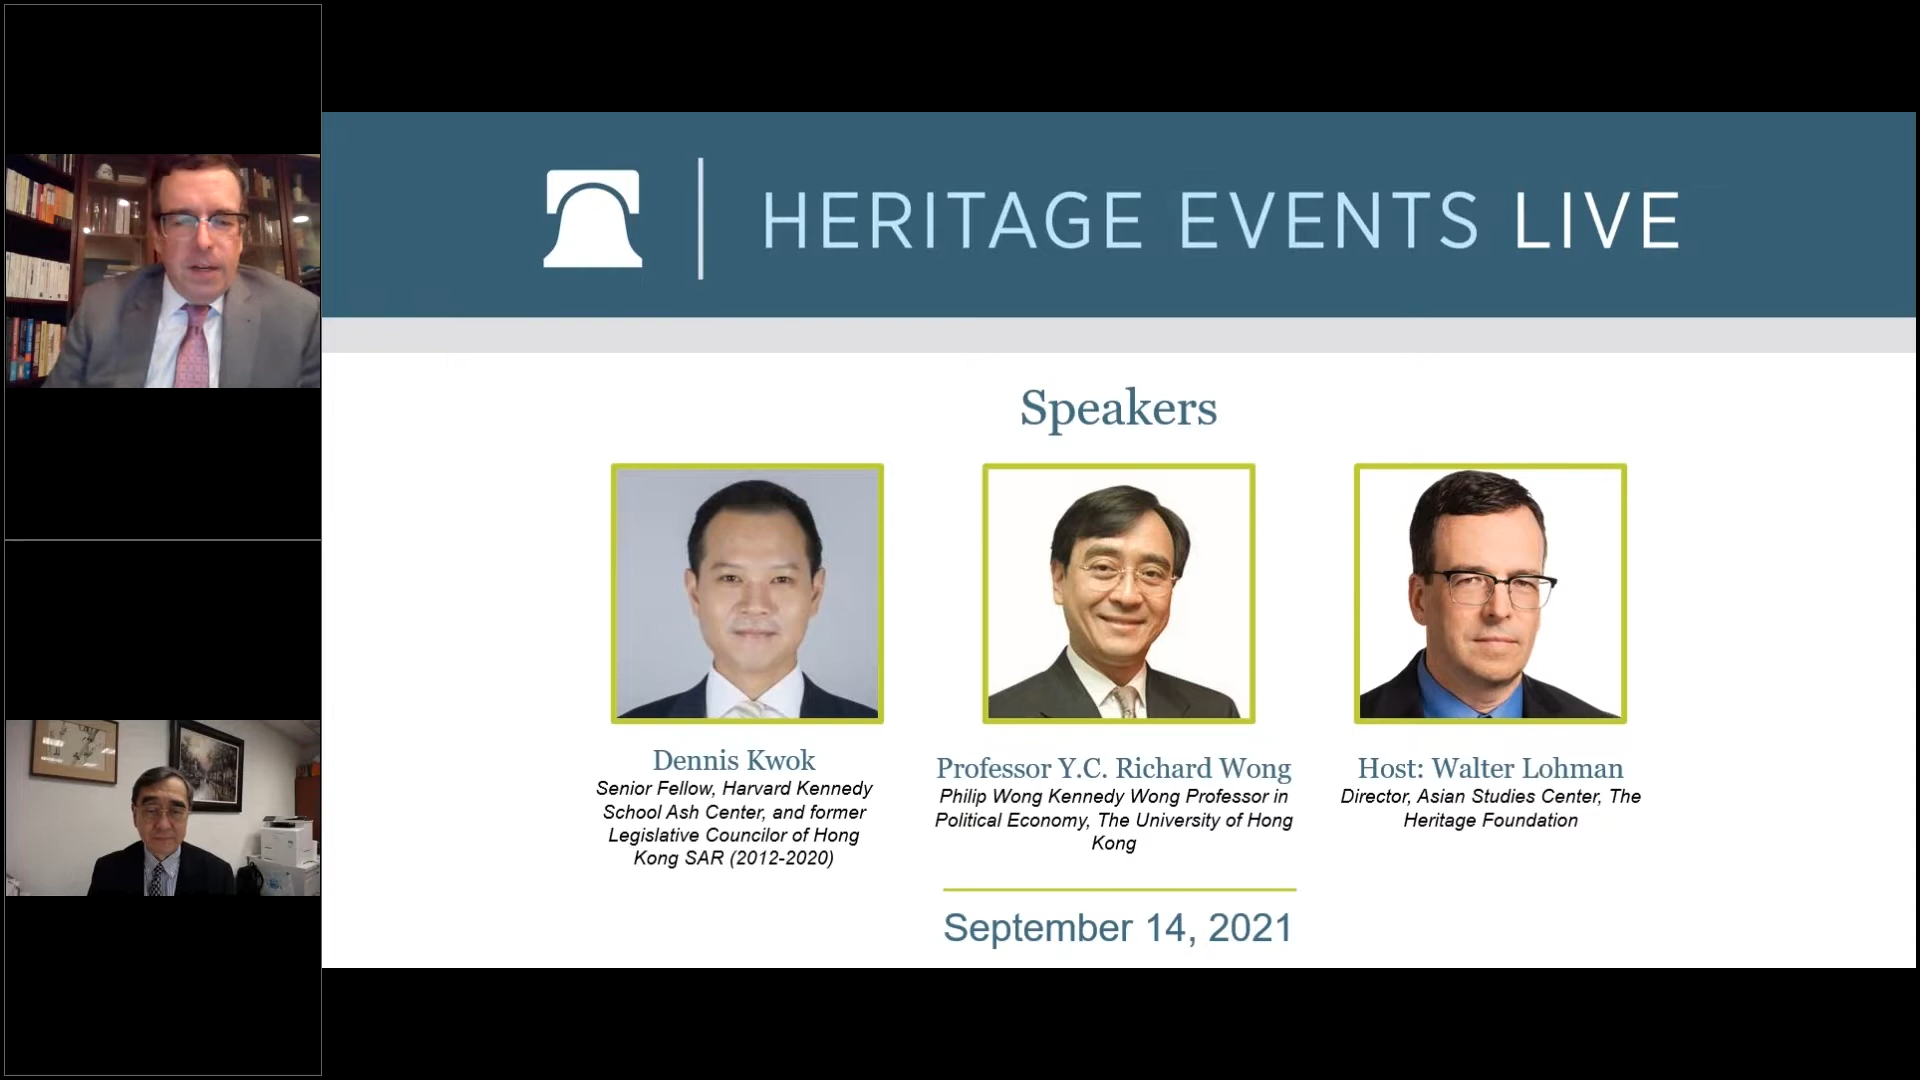 HERITAGE EVENTS LIVE
Speakers
Dennis Kwok
Senior Fellow, Harvard Kennedy
School Ash Center, and former
Legislative Councilor of Hong
Kong SAR (2012-2020)
Professor Y.C. Richard Wong
Philip Wong Kennedy Wong Professor in
Political Economy, The University of Hong
Kong
Host: Walter Lohman
Director, Asian Studies Center, The
Heritage Foundation
September 14, 2021